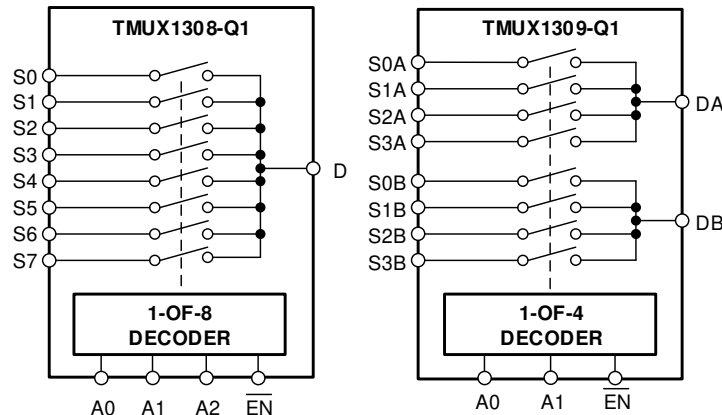 TMUX1308-Q1
S0
S1
S2
S3
S4
S5
S6
S7
D
1-OF-8
DECODER
A0 A1 A2 EN
TMUX1309-Q1
S0A
S1A
S2A
S3A
DA
S0B
S1B
S2B
S3B
DB
1-OF-4
DECODER
A0 A1 EN